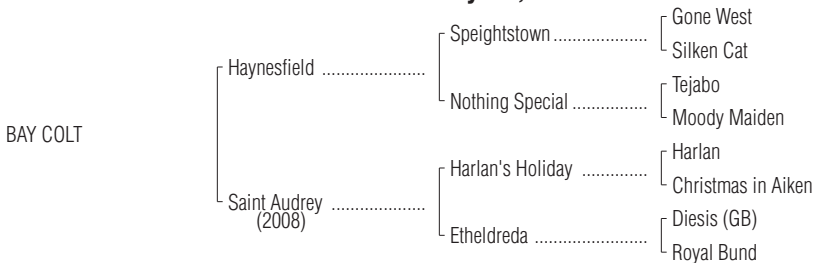 Gone West
Speightstown ....................
Silken Cat
Haynesfield ......................
Tejabo
Nothing Special ................
Moody Maiden
BAY COLT
Harlan
Harlan's Holiday ..............
Christmas in Aiken
Saint Audrey ....................
(2008)
Diesis (GB)
Etheldreda ........................
Royal Bund